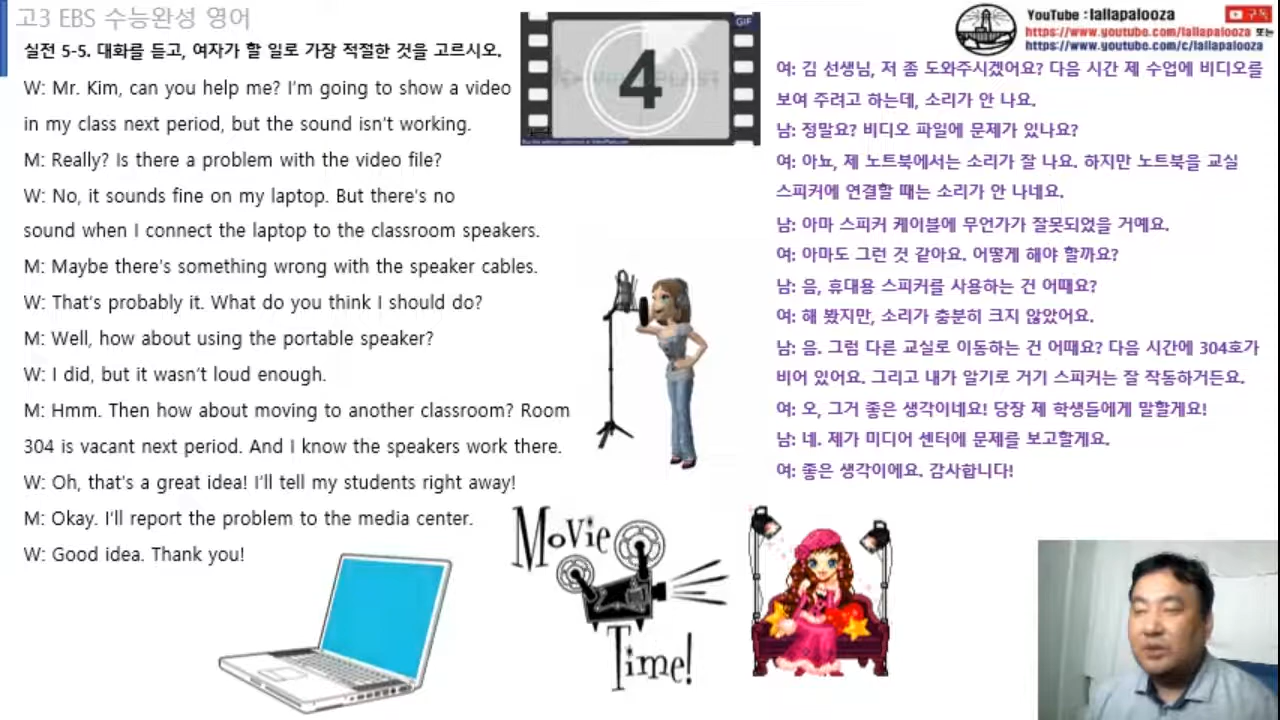 고3 EBS 수능완성 영어
실전 5-5. 대화를 듣고, 여자가 할 일로 가장 적절한 것을 고르시오.
W: Mr. Kim, can you help me? I'm going to show a video
in my class next period, but the sound isn't working.
M: Really? Is there a problem with the video file?
W: No, it sounds fine on my laptop. But there's no
sound when I connect the laptop to the classroom speakers.
M: Maybe there's something wrong with the speaker cables.
W: That's probably it. What do you think I should do?
M: Well, how about using the portable speaker?
W: I did, but it wasn't loud enough.
M: Hmm. Then how about moving to another classroom? Room
304 is vacant next period. And I know the speakers work there.
W: Oh, that's a great idea! I'll tell my students right away!
M: Okay. I'll report the problem to the media center.
W: Good idea. Thank you!
GIF
4
Movie
Time!
YouTube : lallapalooza
구독
https://www.youtube.com/lallapalooza 또는
https://www.youtube.com/c/lallapalooza
여: 김 선생님, 저 좀 도와주시겠어요? 다음 시간 제 수업에 비디오를
보여 주려고 하는데, 소리가 안 나요.
남: 정말요? 비디오 파일에 문제가 있나요?
여: 아뇨, 제 노트북에서는 소리가 잘 나요. 하지만 노트북을 교실
스피커에 연결할 때는 소리가 안 나네요.
남: 아마 스피커 케이블에 무언가가 잘못되었을 거예요.
여: 아마도 그런 것 같아요. 어떻게 해야 할까요?
남: 음, 휴대용 스피커를 사용하는 건 어때요?
여: 해 봤지만, 소리가 충분히 크지 않았어요.
남: 음. 그럼 다른 교실로 이동하는 건 어때요? 다음 시간에 304호가
비어 있어요. 그리고 내가 알기로 거기 스피커는 잘 작동하거든요.
여: 오, 그거 좋은 생각이네요! 당장 제 학생들에게 말할게요!
남: 네. 제가 미디어 센터에 문제를 보고할게요.
여: 좋은 생각이에요. 감사합니다!